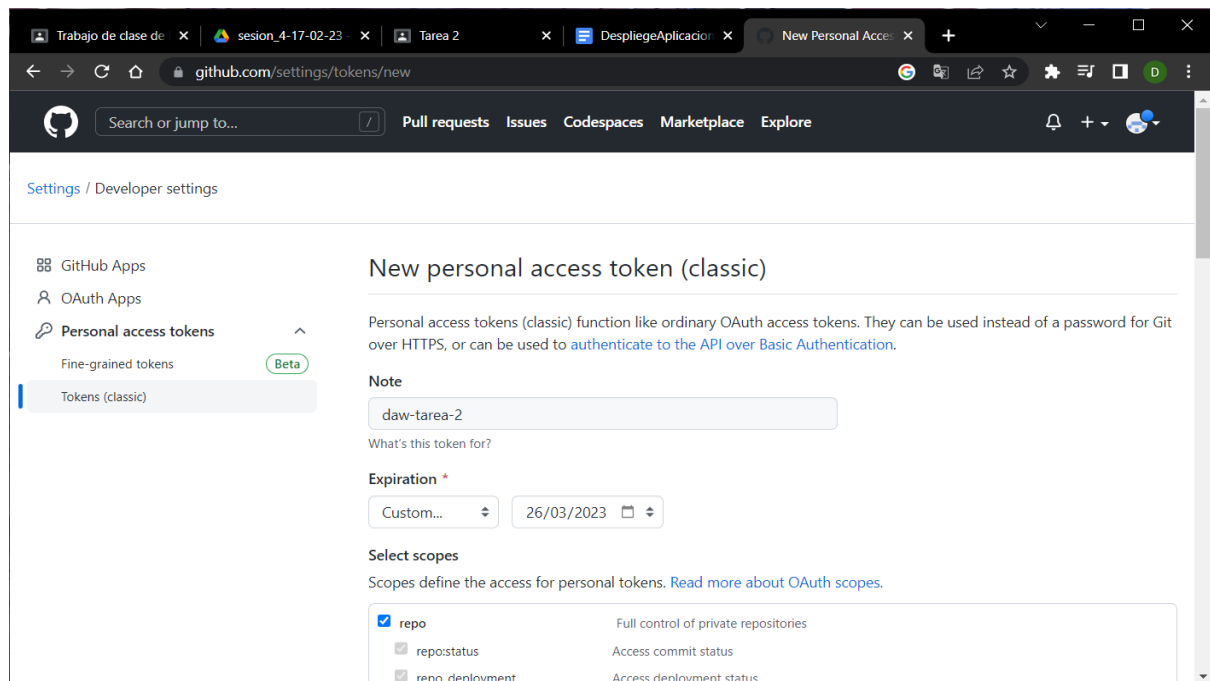 Trabajo de clase de
sesion_4-17-02-23 -
Tarea 2
DespliegeAplicacion
New Personal Acces
github.com/settings/tokens/new
D
Search or jump to...
/
Pull requests Issues Codespaces Marketplace Explore
Settings / Developer settings
GitHub Apps
OAuth Apps
Personal access tokens
Fine-grained tokens Beta
Tokens (classic)
New personal access token (classic)
Personal access tokens (classic) function like ordinary OAuth access tokens. They can be used instead of a password for Git
over HTTPS, or can be used to authenticate to the API over Basic Authentication.
Note
daw-tarea-2
What's this token for?
Expiration *
Custom... 26/03/2023
Select scopes
Scopes define the access for personal tokens. Read more about OAuth scopes.
repo Full control of private repositories
repo:status Access commit status
repo_deployment Access deployment status